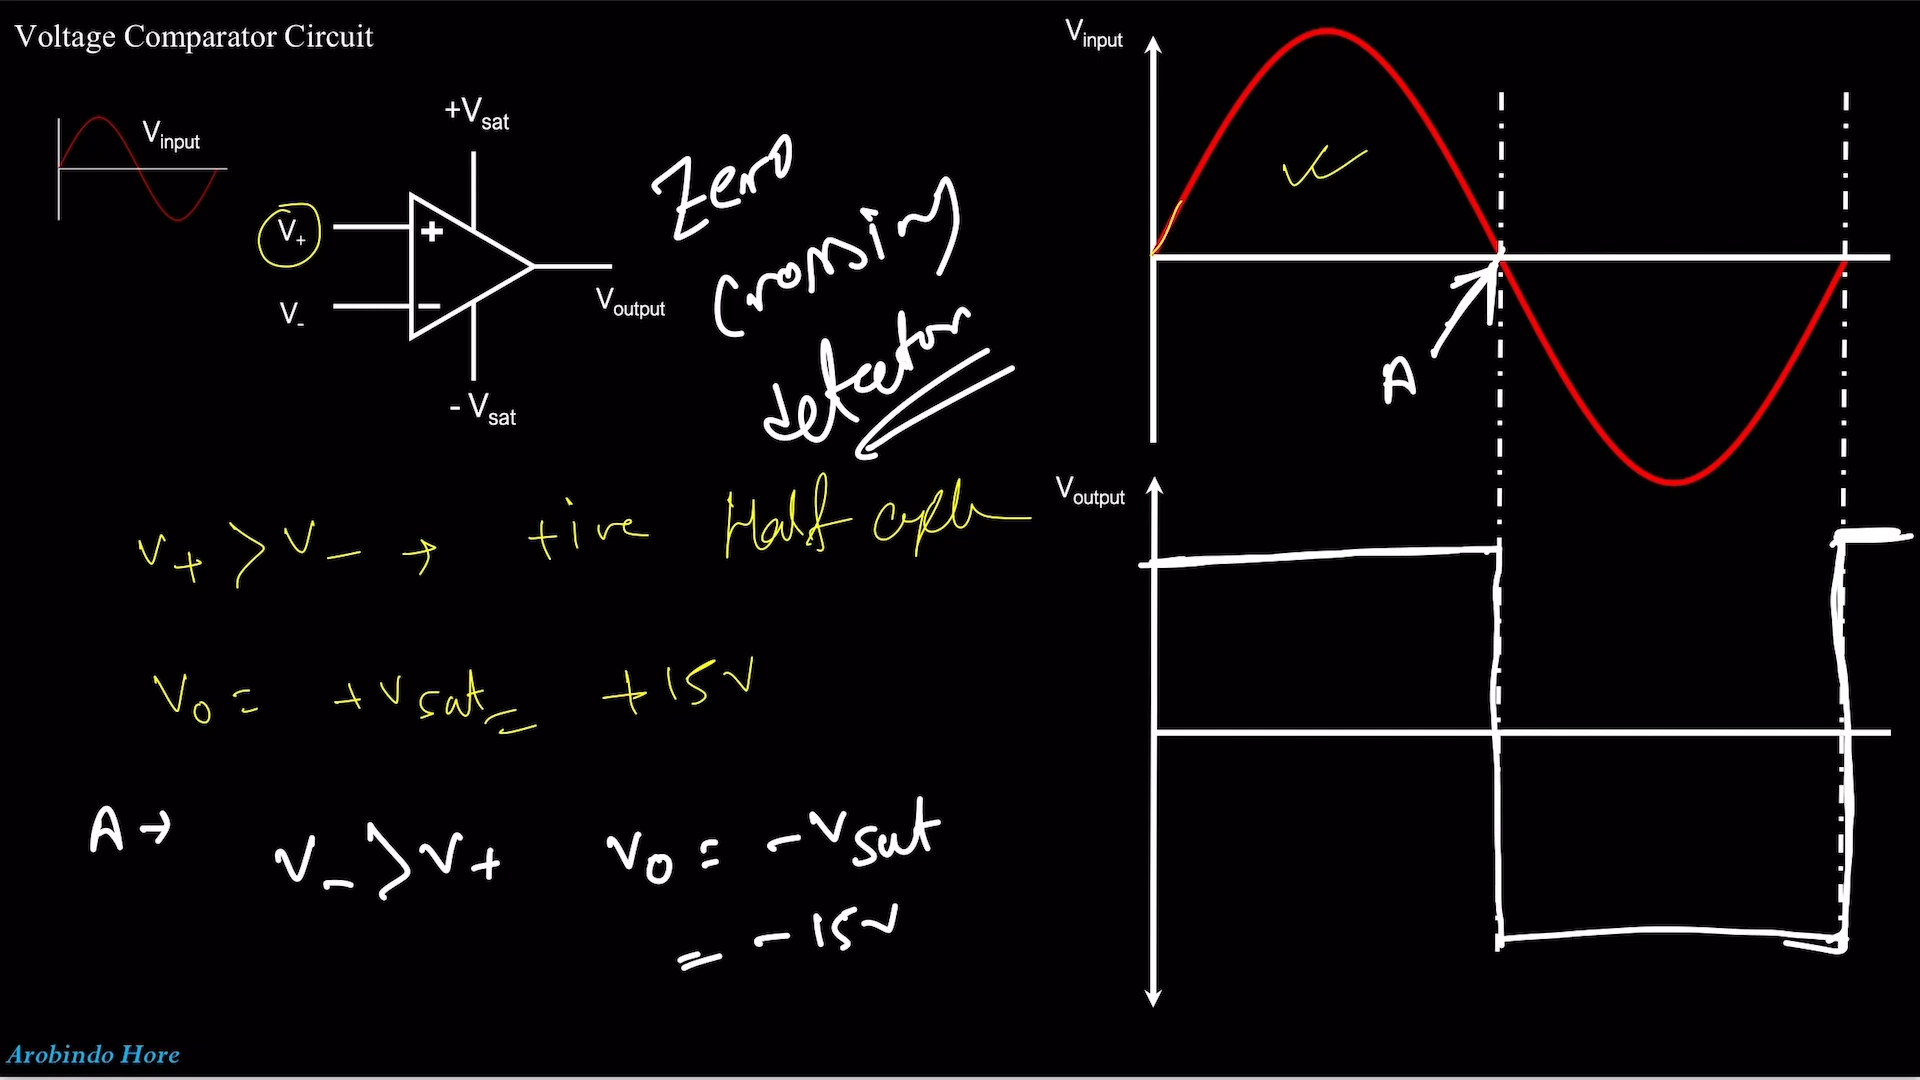 Voltage Comparator Circuit
Vinput
+Vsat
V+
V-
Voutput
- Vsat
Zero
crossing
detector
V+ > V- → +ive Half cycle
Vo = +Vsat = +15V
A → V- > V+ Vo = -Vsat
= -15V
Vinput
A
Voutput
Arobindo Hore